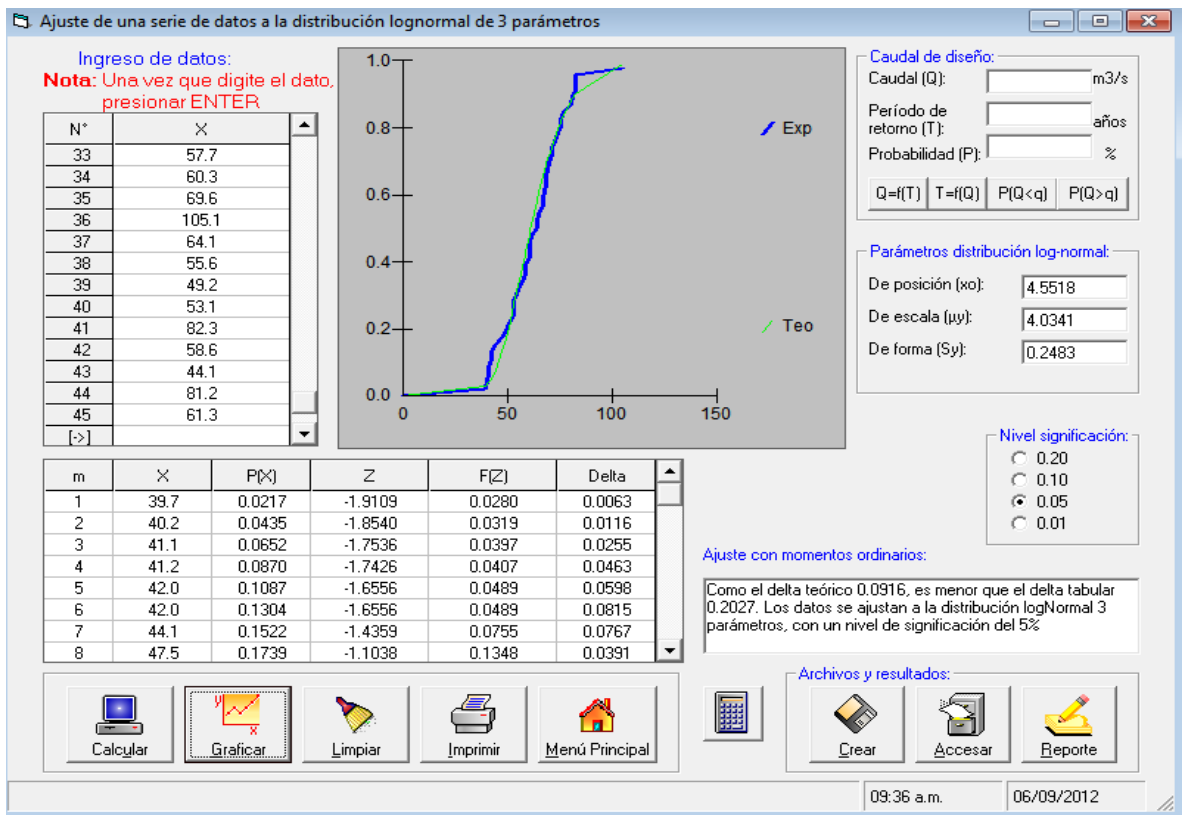 Ajuste de una serie de datos a la distribución lognormal de 3 parámetros
Ingreso de datos:
Nota: Una vez que digite el dato,
presionar ENTER
N° X
33 57.7
34 60.3
35 69.6
36 105.1
37 64.1
38 55.6
39 49.2
40 53.1
41 82.3
42 58.6
43 44.1
44 81.2
45 61.3
[->]
1.0
0.8
0.6
0.4
0.2
0.0
0 50 100 150
Exp
Teo
Caudal de diseño:
Caudal (Q): m3/s
Período de
retorno (T): años
Probabilidad (P): %
Q=f(T) T=f(Q) P(Q<q) P(Q>q)
Parámetros distribución log-normal:
De posición (xo): 4.5518
De escala (µy): 4.0341
De forma (Sy): 0.2483
Nivel significación:
0.20
0.10
0.05
0.01
m X P(X) Z F(Z) Delta
1 39.7 0.0217 -1.9109 0.0280 0.0063
2 40.2 0.0435 -1.8540 0.0319 0.0116
3 41.1 0.0652 -1.7536 0.0397 0.0255
4 41.2 0.0870 -1.7426 0.0407 0.0463
5 42.0 0.1087 -1.6556 0.0489 0.0598
6 42.0 0.1304 -1.6556 0.0489 0.0815
7 44.1 0.1522 -1.4359 0.0755 0.0767
8 47.5 0.1739 -1.1038 0.1348 0.0391
Ajuste con momentos ordinarios:
Como el delta teórico 0.0916, es menor que el delta tabular
0.2027. Los datos se ajustan a la distribución logNormal 3
parámetros, con un nivel de significación del 5%
Calcular Graficar Limpiar Imprimir Menú Principal
y
x
Archivos y resultados:
Crear Accesar Reporte
09:36 a.m. 06/09/2012